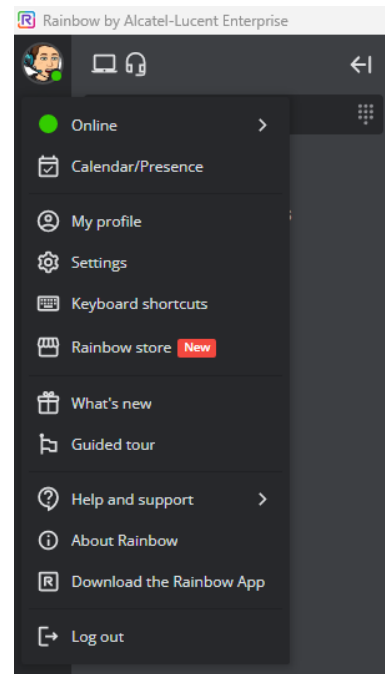 Rainbow by Alcatel-Lucent Enterprise
Online
Calendar/Presence
My profile
Settings
Keyboard shortcuts
Rainbow store New
What's new
Guided tour
Help and support
About Rainbow
Download the Rainbow App
Log out